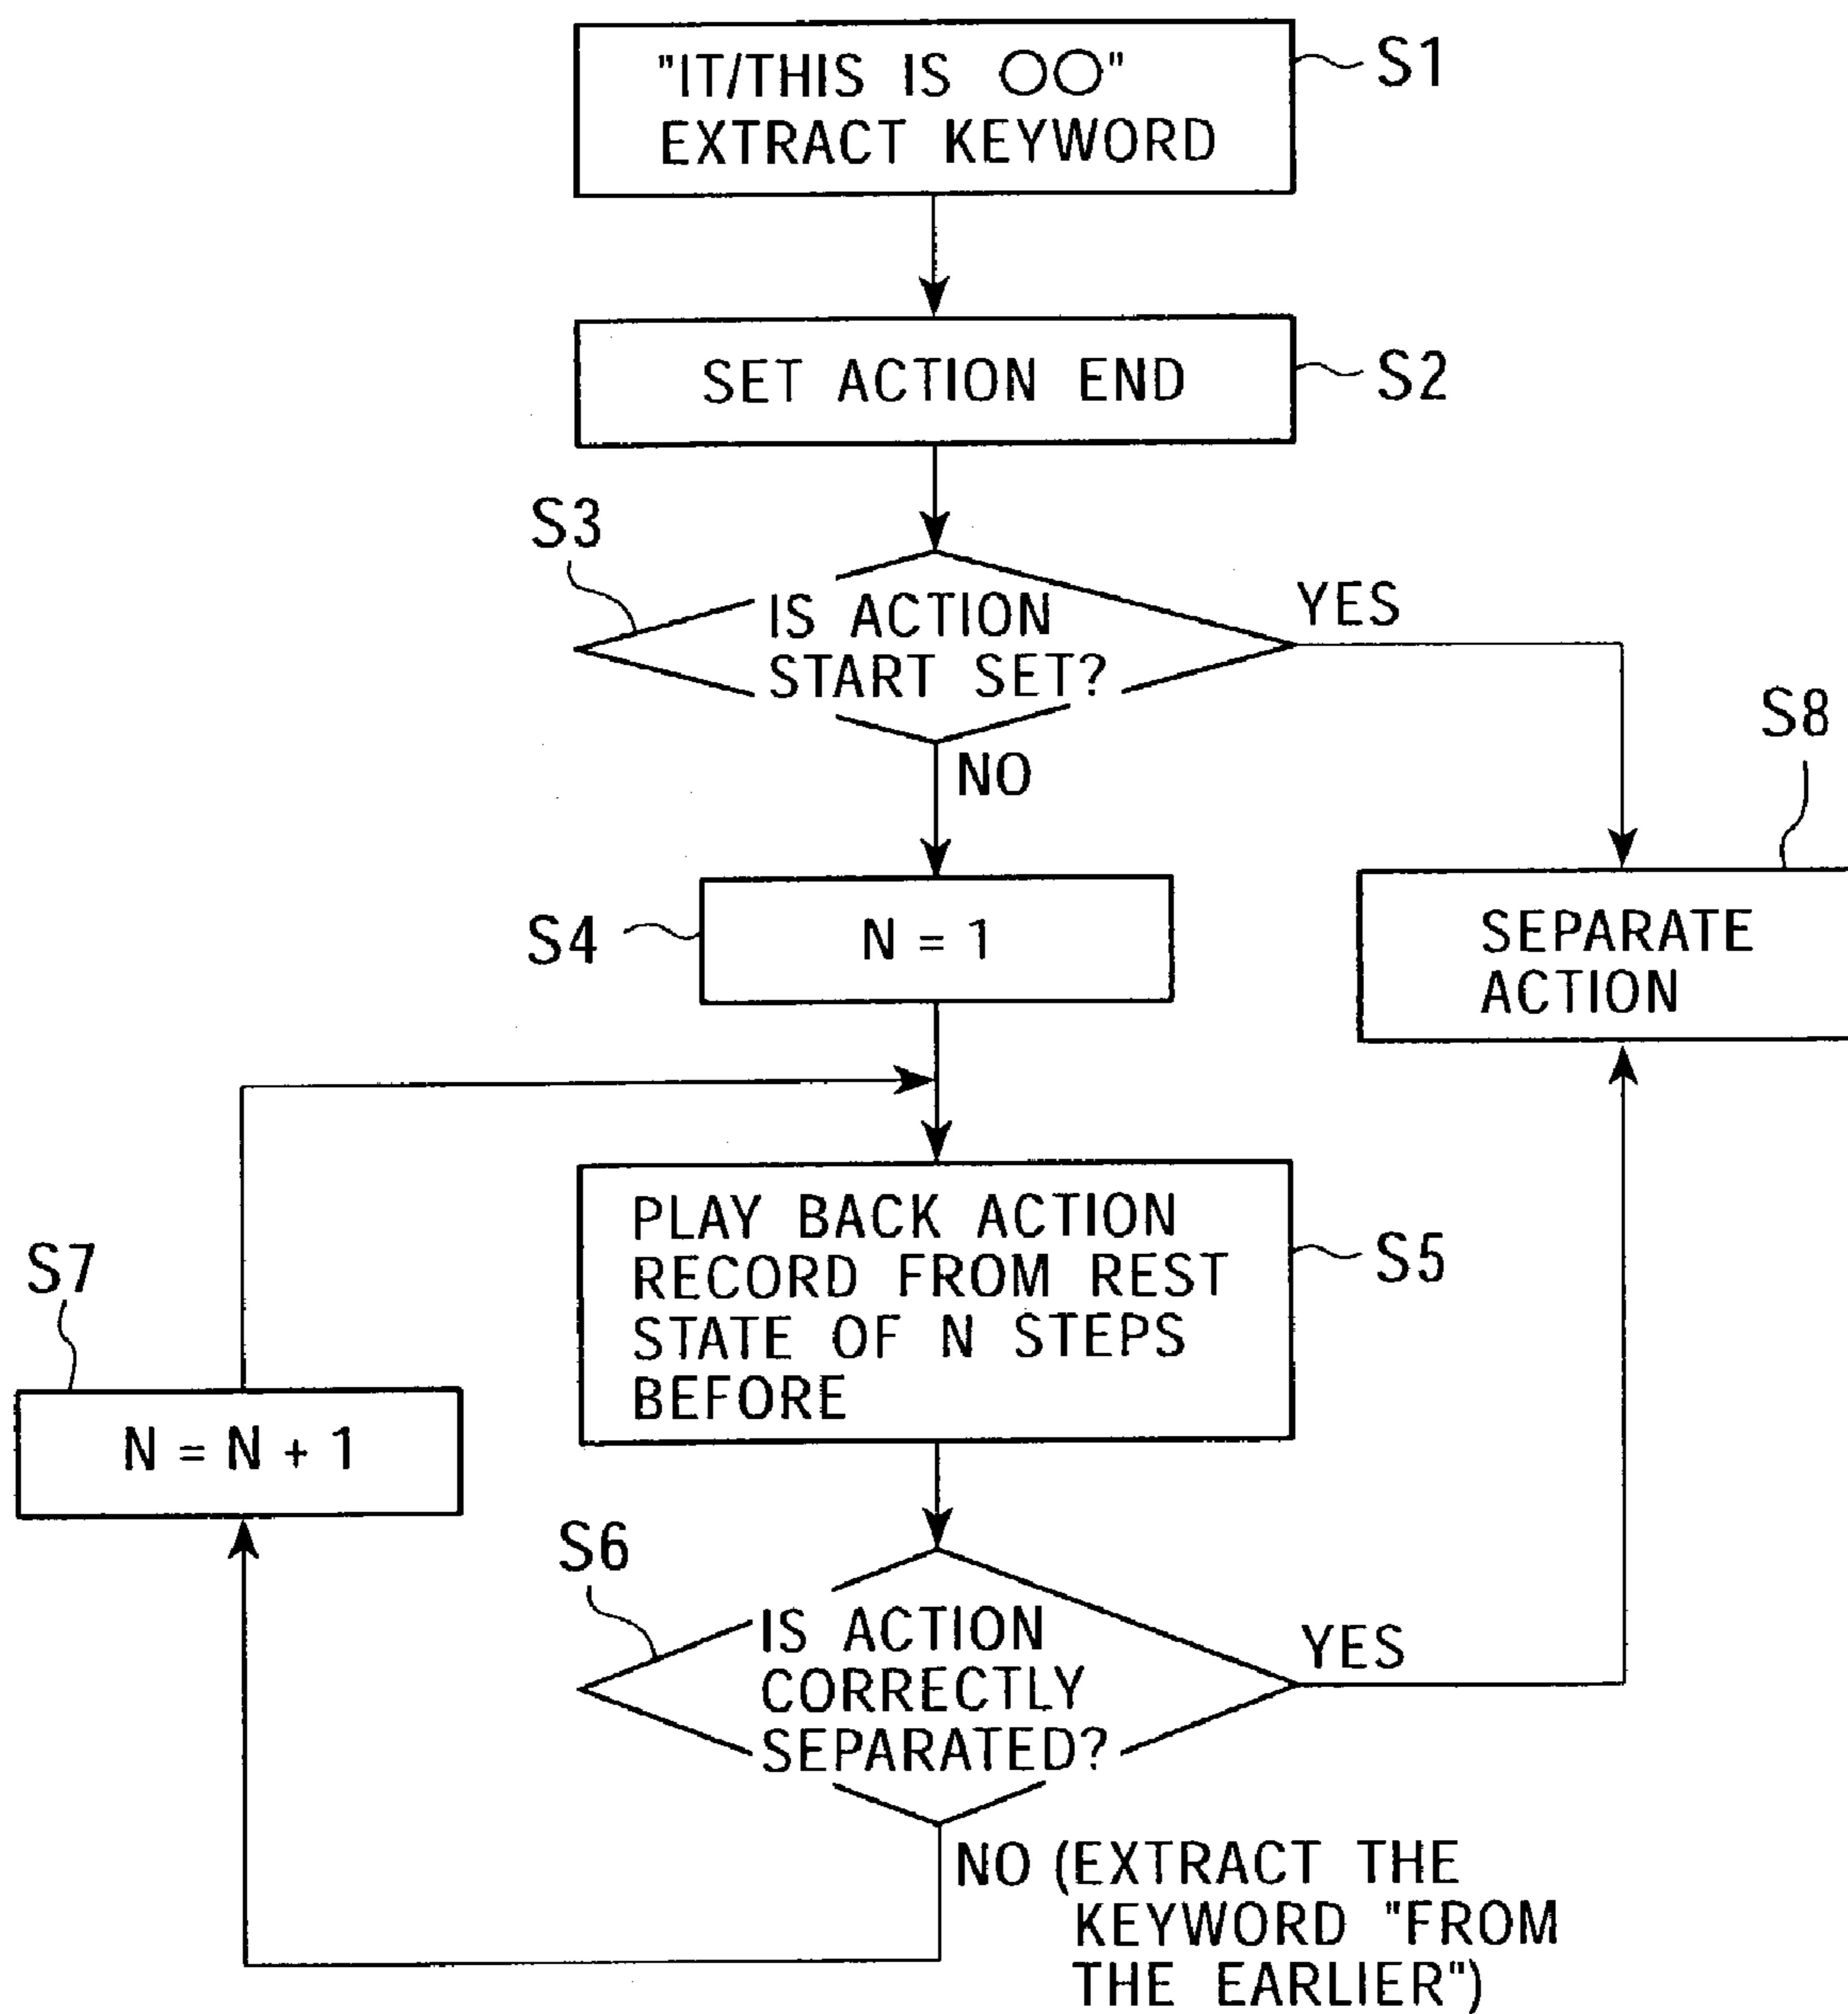 "IT/THIS IS ○○"
EXTRACT KEYWORD
S1
SET ACTION END
S2
S3
IS ACTION
START SET?
YES
NO
S8
S4
N = 1
SEPARATE
ACTION
PLAY BACK ACTION
RECORD FROM REST
STATE OF N STEPS
BEFORE
S5
S7
N = N + 1
S6
IS ACTION
CORRECTLY
SEPARATED?
YES
NO (EXTRACT THE
KEYWORD "FROM
THE EARLIER")